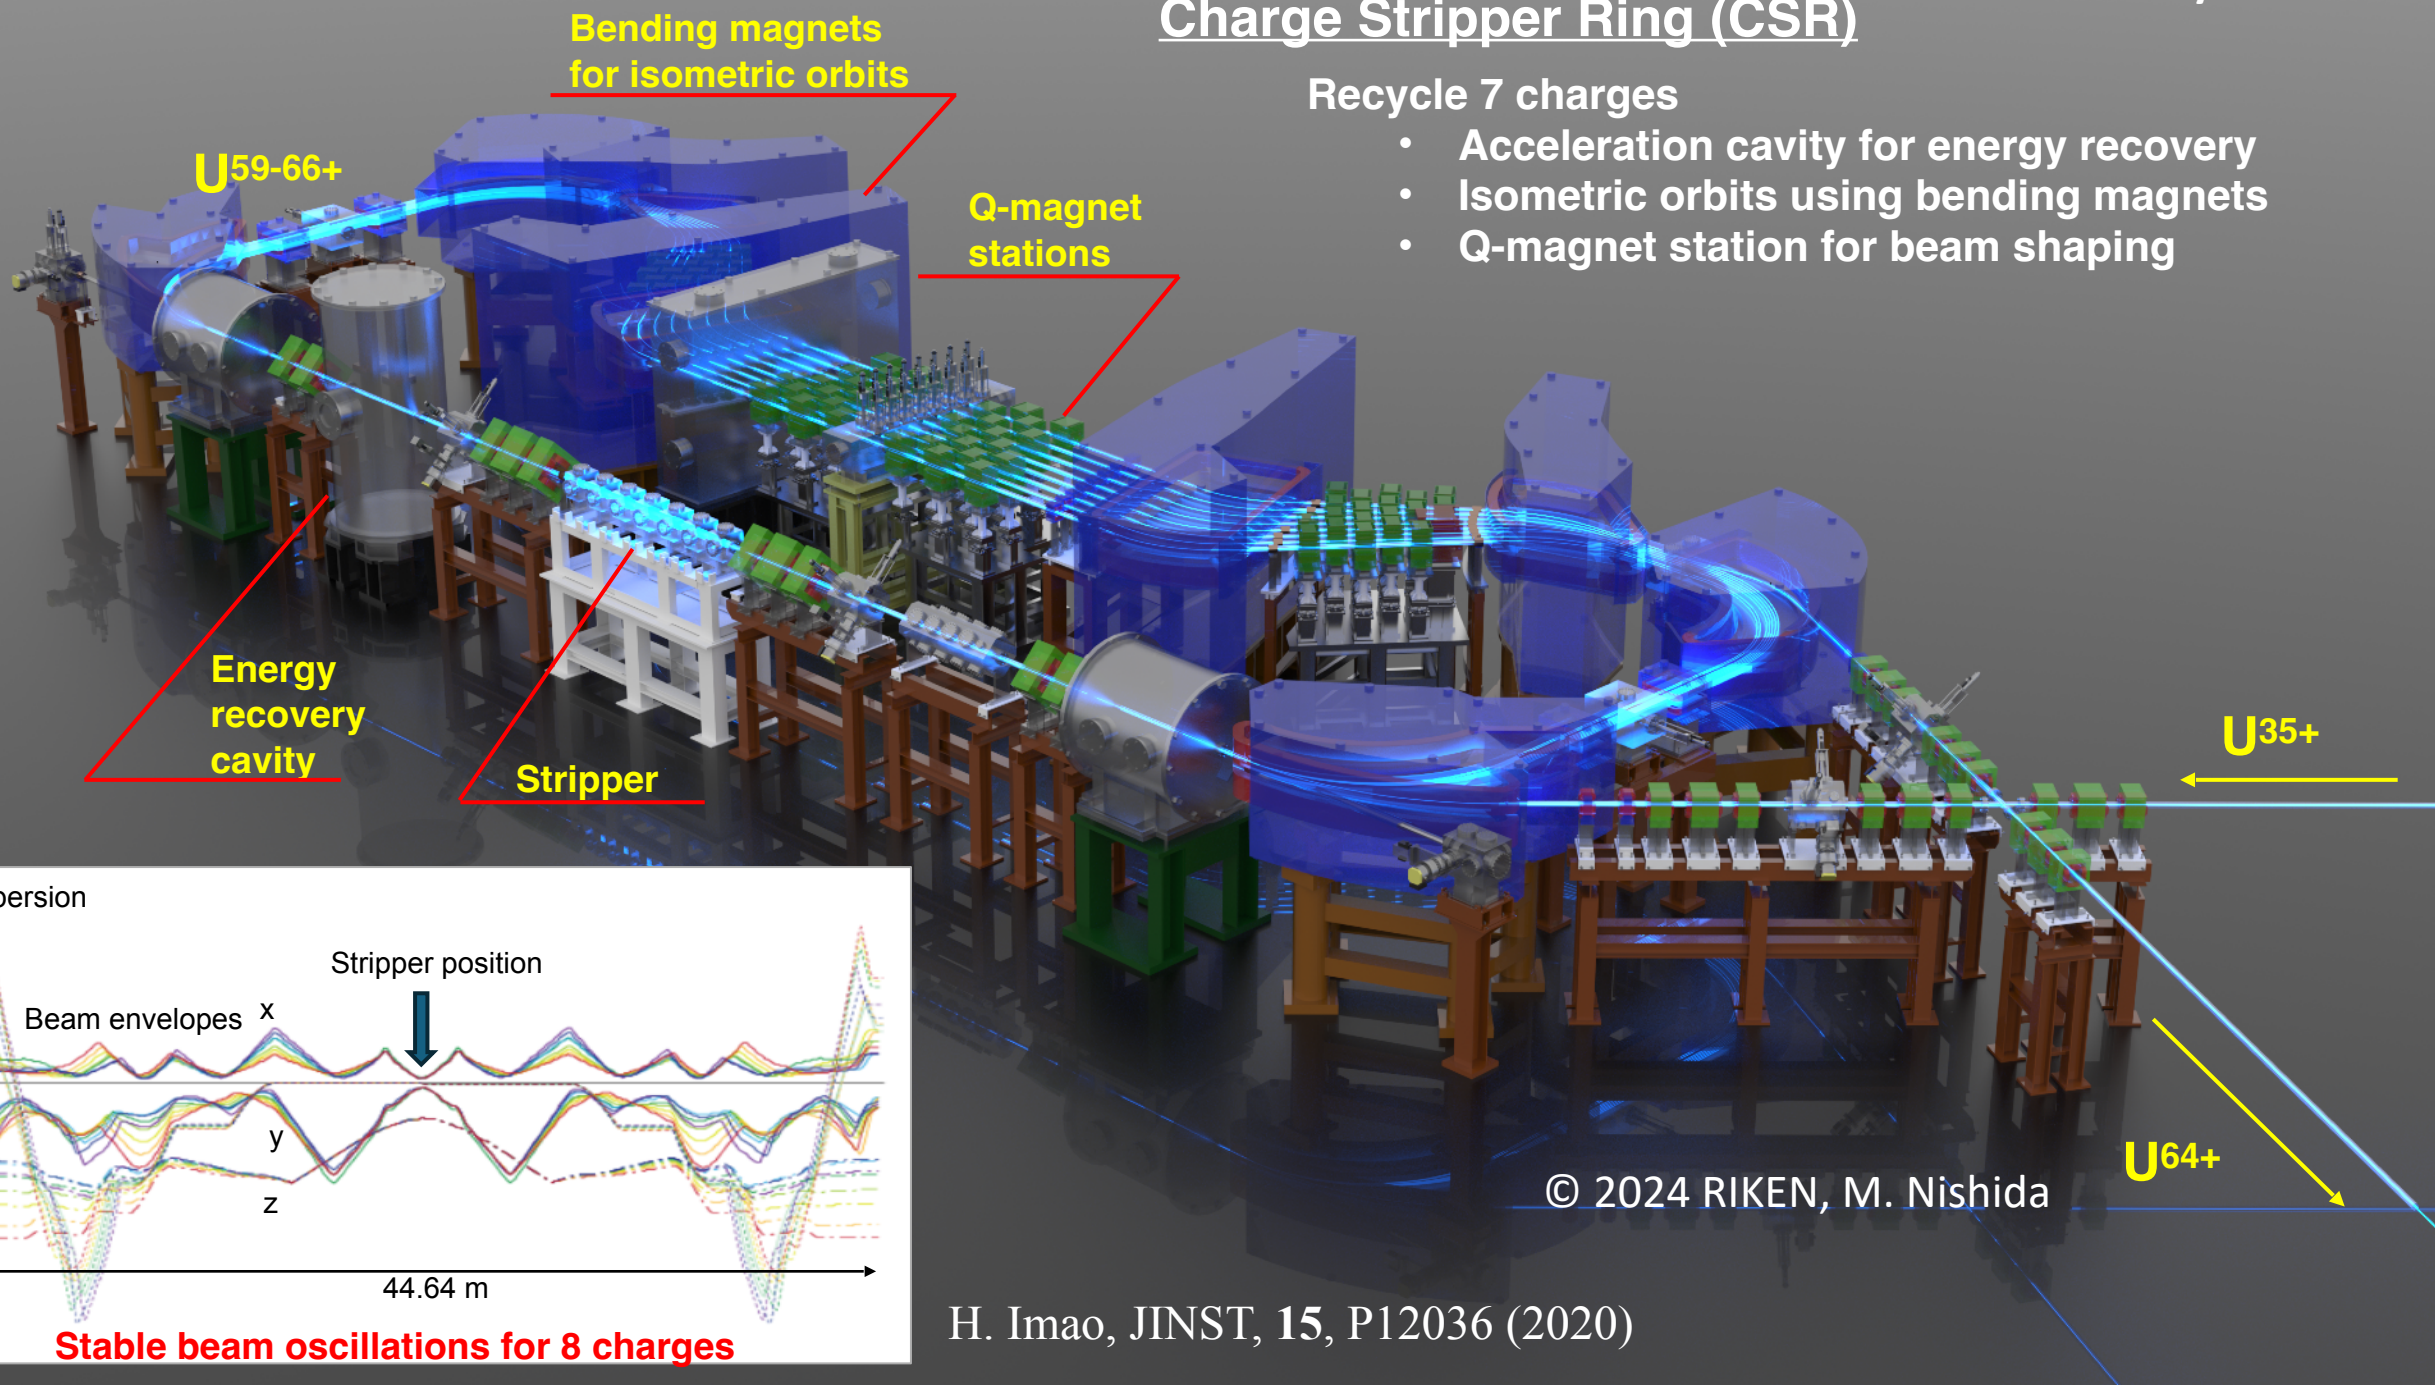 Charge Stripper Ring (CSR)
Recycle 7 charges
• Acceleration cavity for energy recovery
• Isometric orbits using bending magnets
• Q-magnet station for beam shaping
Bending magnets
for isometric orbits
U59-66+
Q-magnet
stations
Energy
recovery
cavity
Stripper
U35+
U64+
Stripper position
Beam envelopes
x
y
z
44.64 m
Stable beam oscillations for 8 charges
© 2024 RIKEN, M. Nishida
H. Imao, JINST, 15, P12036 (2020)